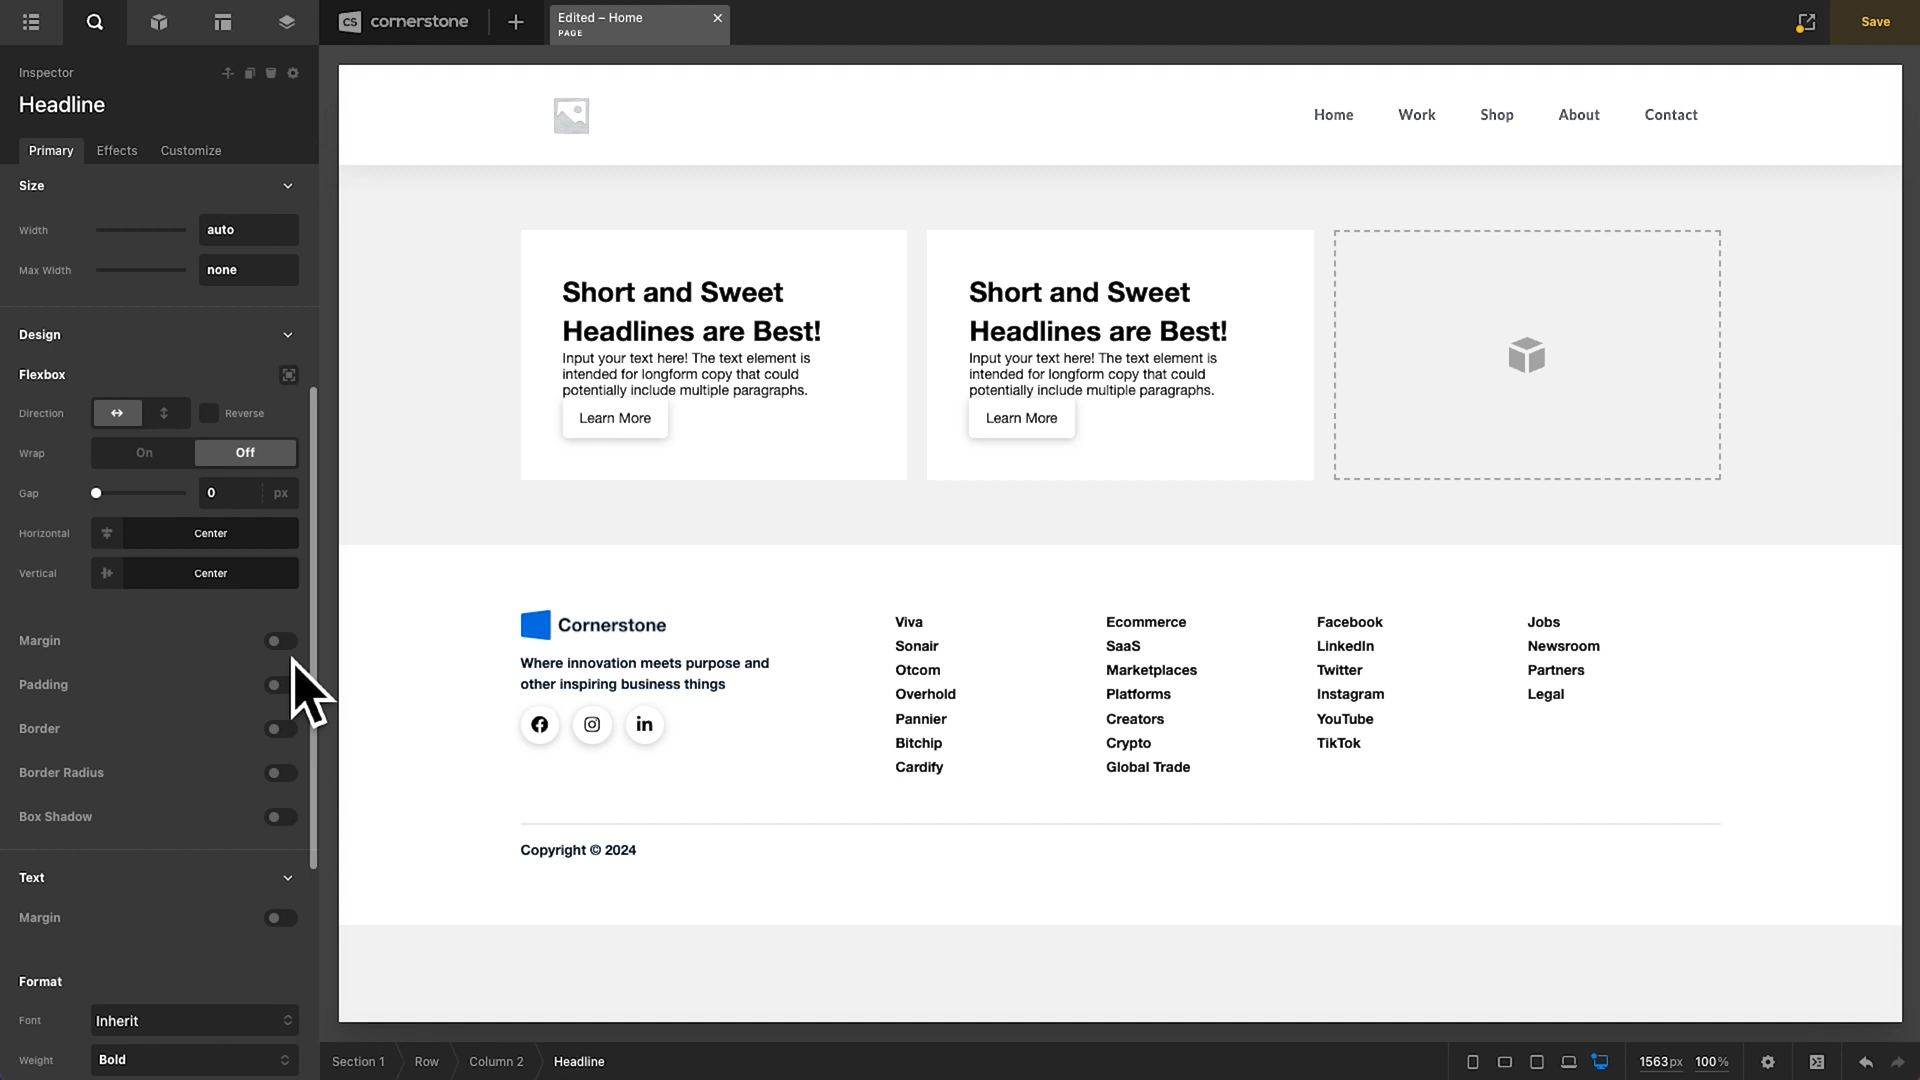 CS cornerstone
Edited – Home
PAGE
Save
Inspector
Headline
Primary Effects Customize
Size
Width auto
Max Width none
Design
Flexbox
Direction Reverse
Wrap On Off
Gap 0 px
Horizontal Center
Vertical Center
Margin
Padding
Border
Border Radius
Box Shadow
Text
Margin
Format
Font Inherit
Weight Bold
Home Work Shop About Contact
Short and Sweet
Headlines are Best!
Input your text here! The text element is
intended for longform copy that could
potentially include multiple paragraphs.
Learn More
Short and Sweet
Headlines are Best!
Input your text here! The text element is
intended for longform copy that could
potentially include multiple paragraphs.
Learn More
Cornerstone
Where innovation meets purpose and
other inspiring business things
Viva
Sonair
Otcom
Overhold
Pannier
Bitchip
Cardify
Ecommerce
SaaS
Marketplaces
Platforms
Creators
Crypto
Global Trade
Facebook
LinkedIn
Twitter
Instagram
YouTube
TikTok
Jobs
Newsroom
Partners
Legal
Copyright © 2024
Section 1 Row Column 2 Headline
1563px 100%